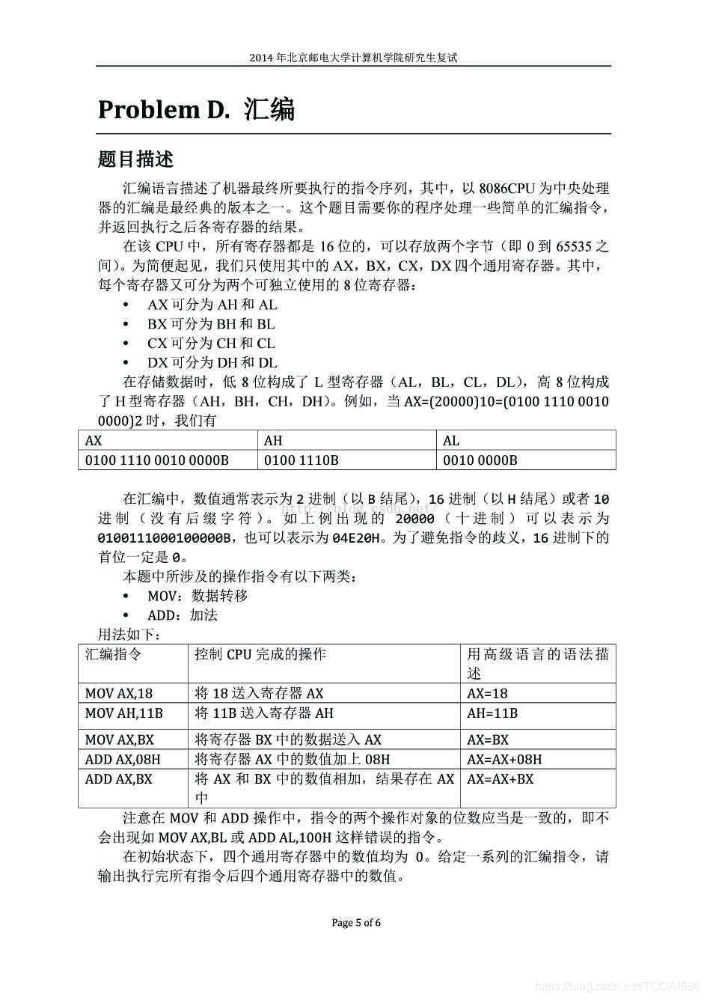 2014 年北京邮电大学计算机学院研究生复试
Problem D. 汇编
题目描述
汇编语言描述了机器最终所要执行的指令序列，其中，以 8086CPU 为中央处理
器的汇编是最经典的版本之一。这个题目需要你的程序处理一些简单的汇编指令，
并返回执行之后各寄存器的结果。
在该 CPU 中，所有寄存器都是 16 位的，可以存放两个字节（即 0 到 65535 之
间）。为简便起见，我们只使用其中的 AX，BX，CX，DX 四个通用寄存器。其中，
每个寄存器又可分为两个可独立使用的 8 位寄存器：
• AX 可分为 AH 和 AL
• BX 可分为 BH 和 BL
• CX 可分为 CH 和 CL
• DX 可分为 DH 和 DL
在存储数据时，低 8 位构成了 L 型寄存器（AL，BL，CL，DL），高 8 位构成
了 H 型寄存器（AH，BH，CH，DH）。例如，当 AX=(20000)10=(0100 1110 0010
0000)2 时，我们有
AX AH AL
0100 1110 0010 0000B 0100 1110B 0010 0000B
在汇编中，数值通常表示为 2 进制（以 B 结尾），16 进制（以 H 结尾）或者 10
http://blog.csdn.net/
进制（没有后缀字符）。如上例出现的 20000（十进制）可以表示为
0100111000100000B，也可以表示为 04E20H。为了避免指令的歧义，16 进制下的
首位一定是 0。
本题中所涉及的操作指令有以下两类：
• MOV：数据转移
• ADD：加法
用法如下：
汇编指令 控制 CPU 完成的操作 用高级语言的语法描
述
MOV AX,18 将 18 送入寄存器 AX AX=18
MOV AH,11B 将 11B 送入寄存器 AH AH=11B
MOV AX,BX 将寄存器 BX 中的数据送入 AX AX=BX
ADD AX,08H 将寄存器 AX 中的数值加上 08H AX=AX+08H
ADD AX,BX 将 AX 和 BX 中的数值相加，结果存在 AX AX=AX+BX
中
注意在 MOV 和 ADD 操作中，指令的两个操作对象的位数应当是一致的，即不
会出现如 MOV AX,BL 或 ADD AL,100H 这样错误的指令。
在初始状态下，四个通用寄存器中的数值均为 0。给定一系列的汇编指令，请
输出执行完所有指令后四个通用寄存器中的数值。
Page 5 of 6
https://blog.csdn.net/TQCAI666